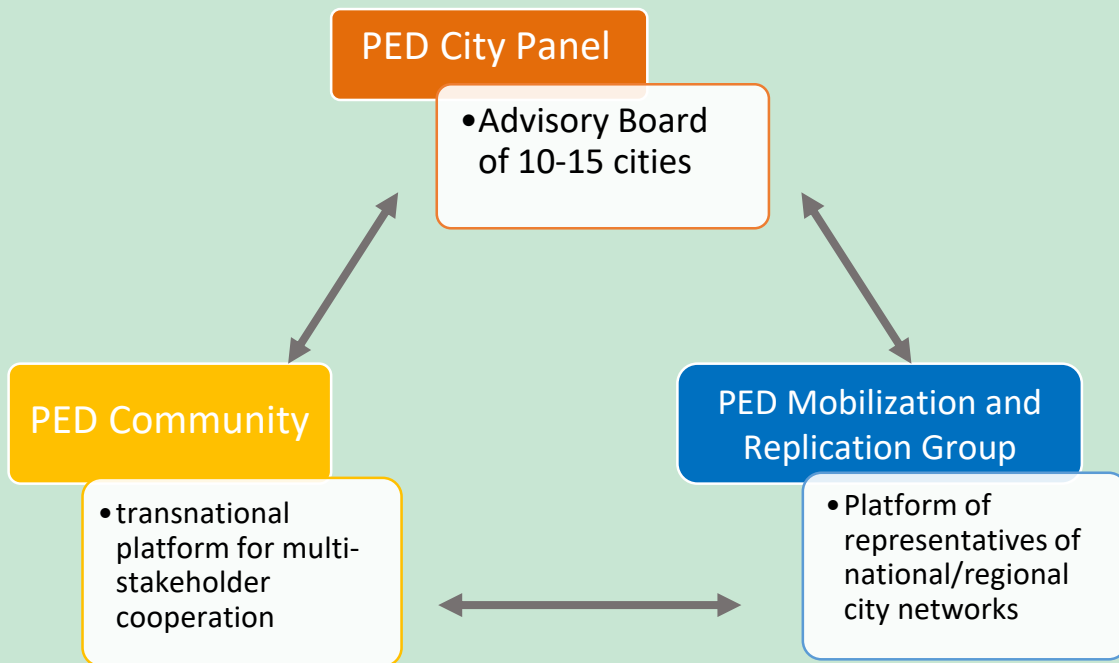 PED City Panel
•Advisory Board
of 10-15 cities
PED Community
•transnational
platform for multi-
stakeholder
cooperation
PED Mobilization and
Replication Group
•Platform of
representatives of
national/regional
city networks